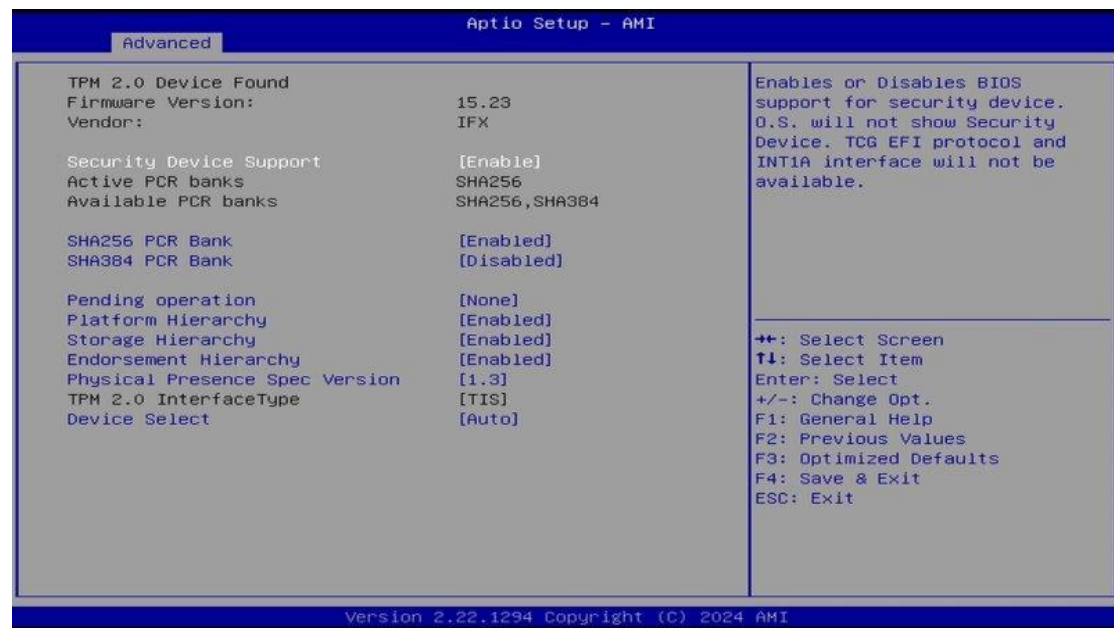 Aptio Setup - AMI
Advanced
TPM 2.0 Device Found
Firmware Version: 15.23
Vendor: IFX
Security Device Support [Enable]
Active PCR banks SHA256
Available PCR banks SHA256,SHA384
SHA256 PCR Bank [Enabled]
SHA384 PCR Bank [Disabled]
Pending operation [None]
Platform Hierarchy [Enabled]
Storage Hierarchy [Enabled]
Endorsement Hierarchy [Enabled]
Physical Presence Spec Version [1.3]
TPM 2.0 InterfaceType [TIS]
Device Select [Auto]
Enables or Disables BIOS
support for security device.
O.S. will not show Security
Device. TCG EFI protocol and
INT1A interface will not be
available.
→←: Select Screen
↑↓: Select Item
Enter: Select
+/-: Change Opt.
F1: General Help
F2: Previous Values
F3: Optimized Defaults
F4: Save & Exit
ESC: Exit
Version 2.22.1294 Copyright (C) 2024 AMI